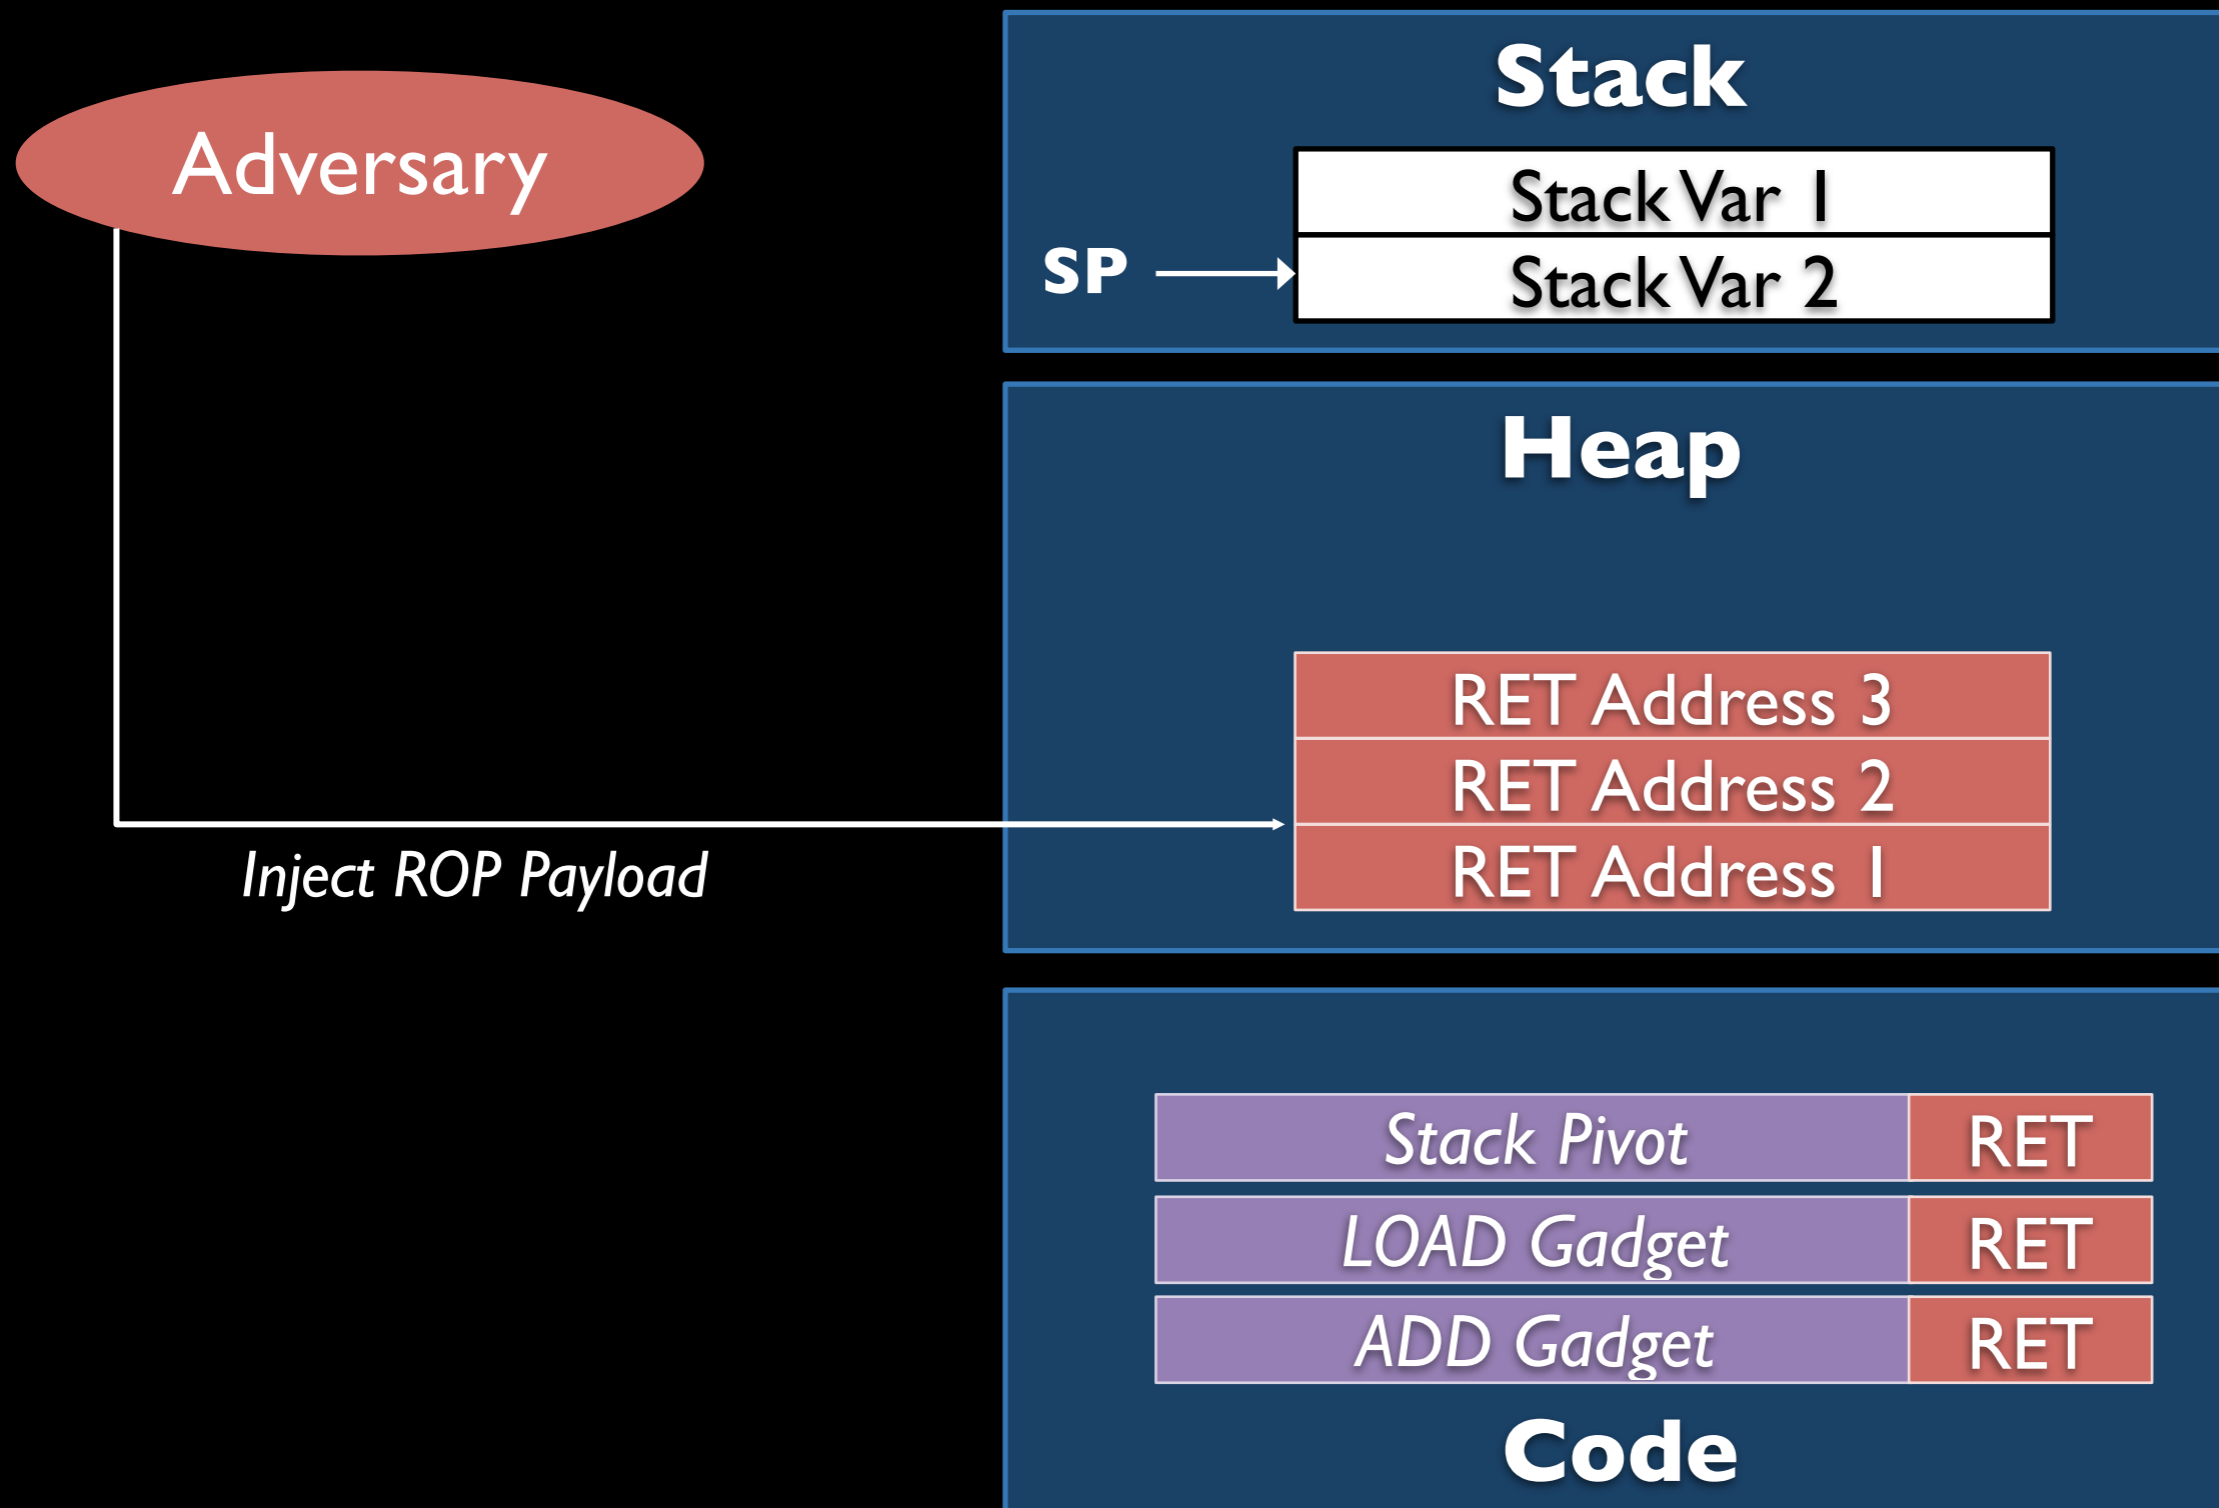 Adversary
Stack
Stack Var 1
SP
Stack Var 2
Heap
RET Address 3
RET Address 2
RET Address 1
Inject ROP Payload
Stack Pivot RET
LOAD Gadget RET
ADD Gadget RET
Code